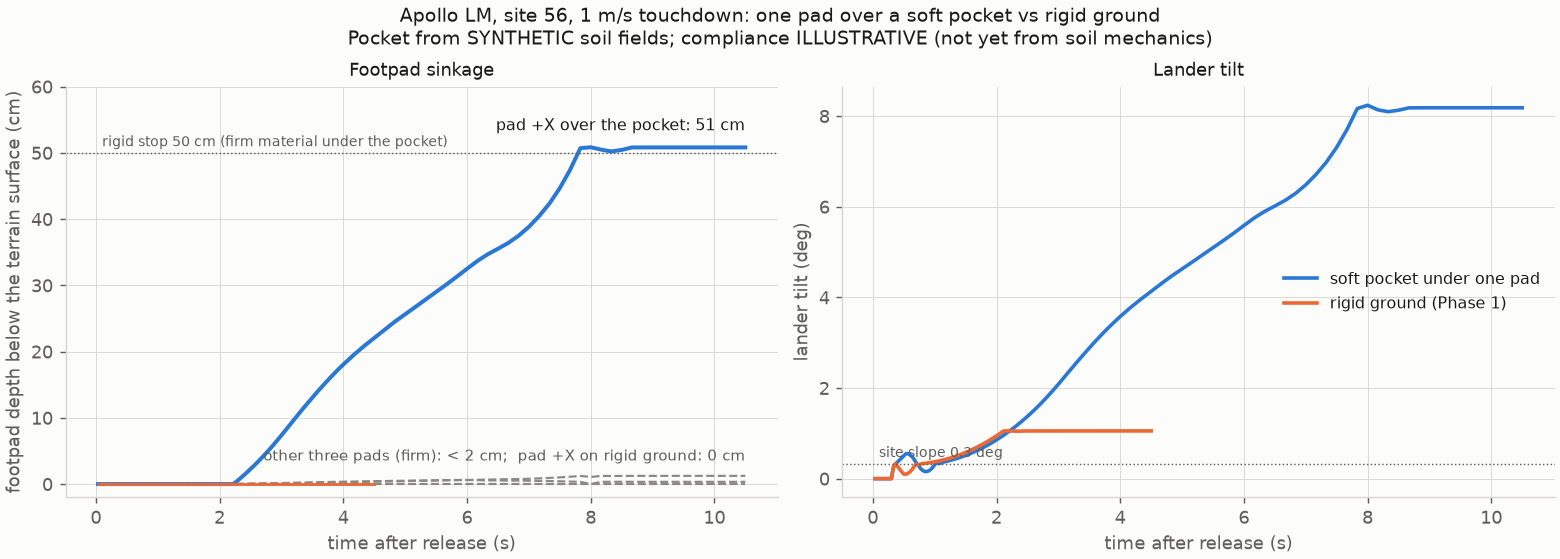 Apollo LM, site 56, 1 m/s touchdown: one pad over a soft pocket vs rigid ground
Pocket from SYNTHETIC soil fields; compliance ILLUSTRATIVE (not yet from soil mechanics)
Footpad sinkage
footpad depth below the terrain surface (cm)
60
50
40
30
20
10
0
rigid stop 50 cm (firm material under the pocket)
pad +X over the pocket: 51 cm
other three pads (firm): < 2 cm;  pad +X on rigid ground: 0 cm
0
2
4
6
8
10
time after release (s)
Lander tilt
lander tilt (deg)
8
6
4
2
0
soft pocket under one pad
rigid ground (Phase 1)
site slope 0.3 deg
0
2
4
6
8
10
time after release (s)